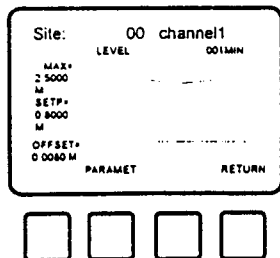 Site: 00 channel1
LEVEL 001MIN
MAX=
2 5000
M
SETP=
0 8000
M
OFFSET=
0 0080 M
PARAMET RETURN